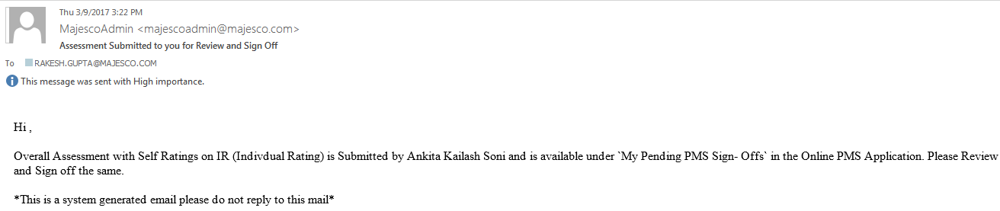 Thu 3/9/2017 3:22 PM
MajescoAdmin <majescoadmin@majesco.com>
Assessment Submitted to you for Review and Sign Off
To RAKESH.GUPTA@MAJESCO.COM
This message was sent with High importance.
Hi ,
Overall Assessment with Self Ratings on IR (Indivdual Rating) is Submitted by Ankita Kailash Soni and is available under `My Pending PMS Sign- Offs` in the Online PMS Application. Please Review
and Sign off the same.
*This is a system generated email please do not reply to this mail*